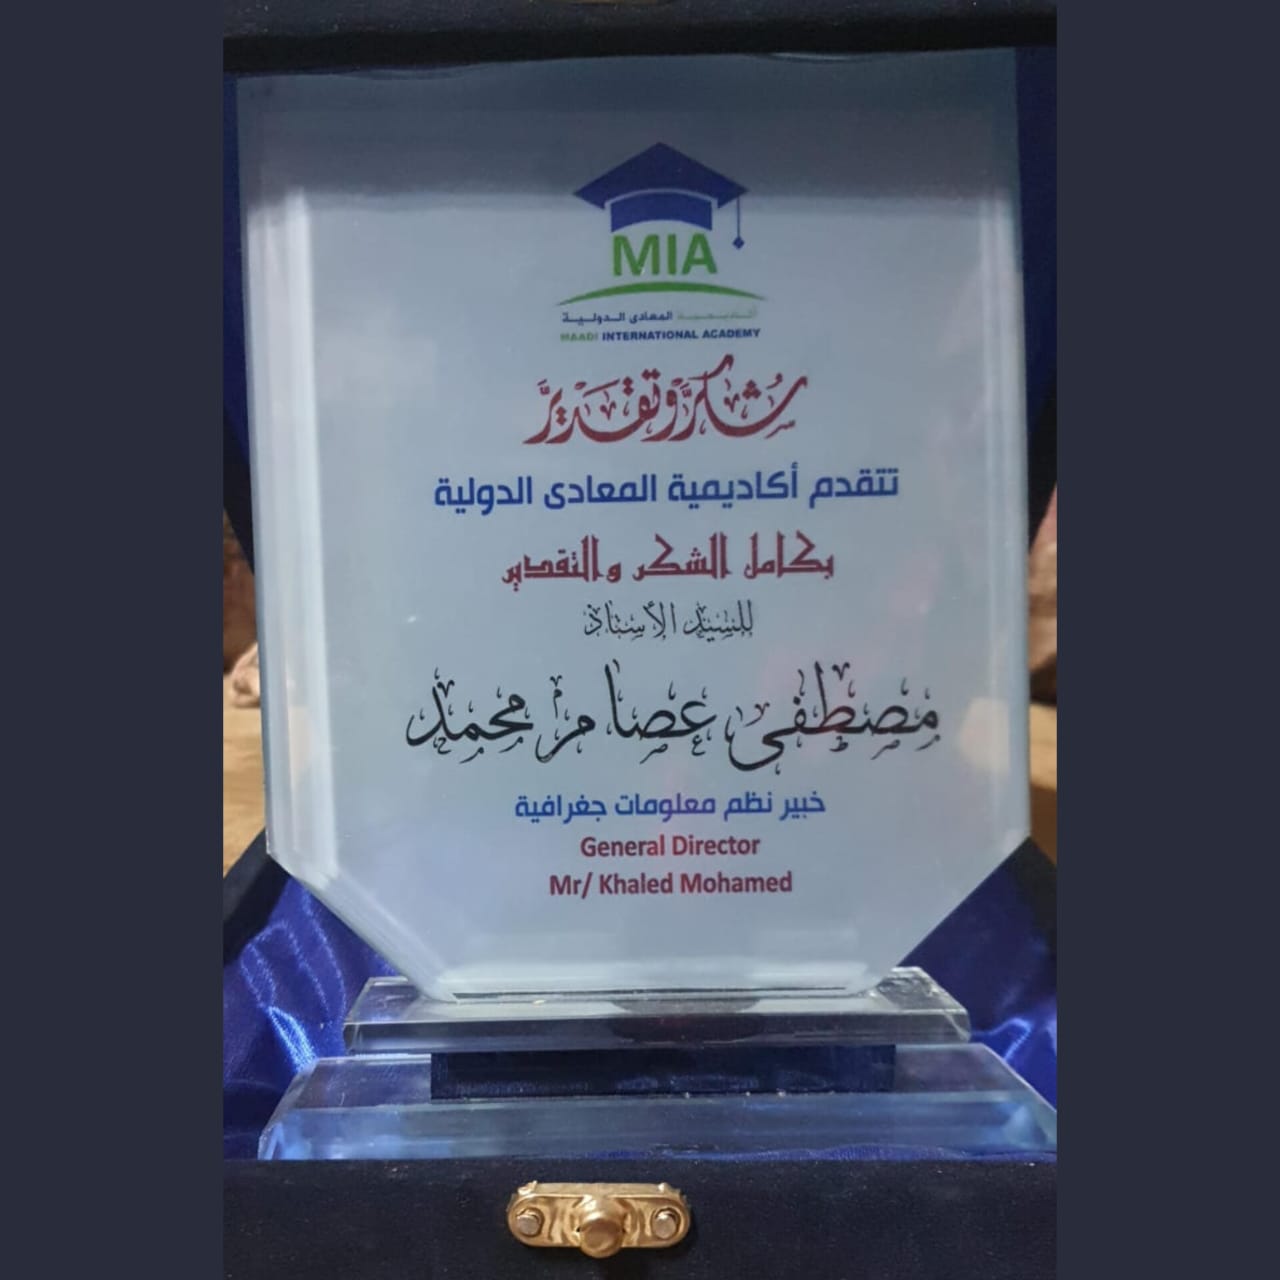 MIA
أكاديمية المعادى الدولية
MAADI INTERNATIONAL ACADEMY
شكر وتقدير
تتقدم أكاديمية المعادى الدولية
بكامل الشكر والتقدير
للسيد الأستاذ
مصطفى عصام محمد
خبير نظم معلومات جغرافية
General Director
Mr/ Khaled Mohamed